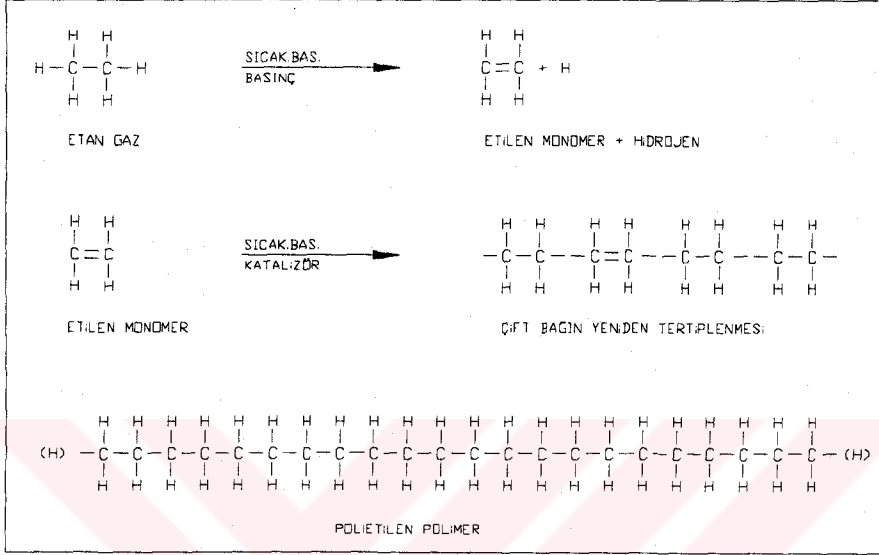 H H H H
H—C—C—H SICAK.BAS. C=C + H
BASINÇ
H H H H
ETAN GAZ ETİLEN MONOMER + HİDROJEN
H H H H H H H H H H
C=C SICAK.BAS. —C—C—C=C—C—C—C—C—
KATALİZÖR
H H H H H H H H H H
ETİLEN MONOMER ÇİFT BAĞIN YENİDEN TERTİPLENMESİ
H H H H H H H H H H H H H H H H H H H H H H
(H) —C—C—C—C—C—C—C—C—C—C—C—C—C—C—C—C—C—C—C—C—C—C— (H)
H H H H H H H H H H H H H H H H H H H H H H
POLİETİLEN POLİMER